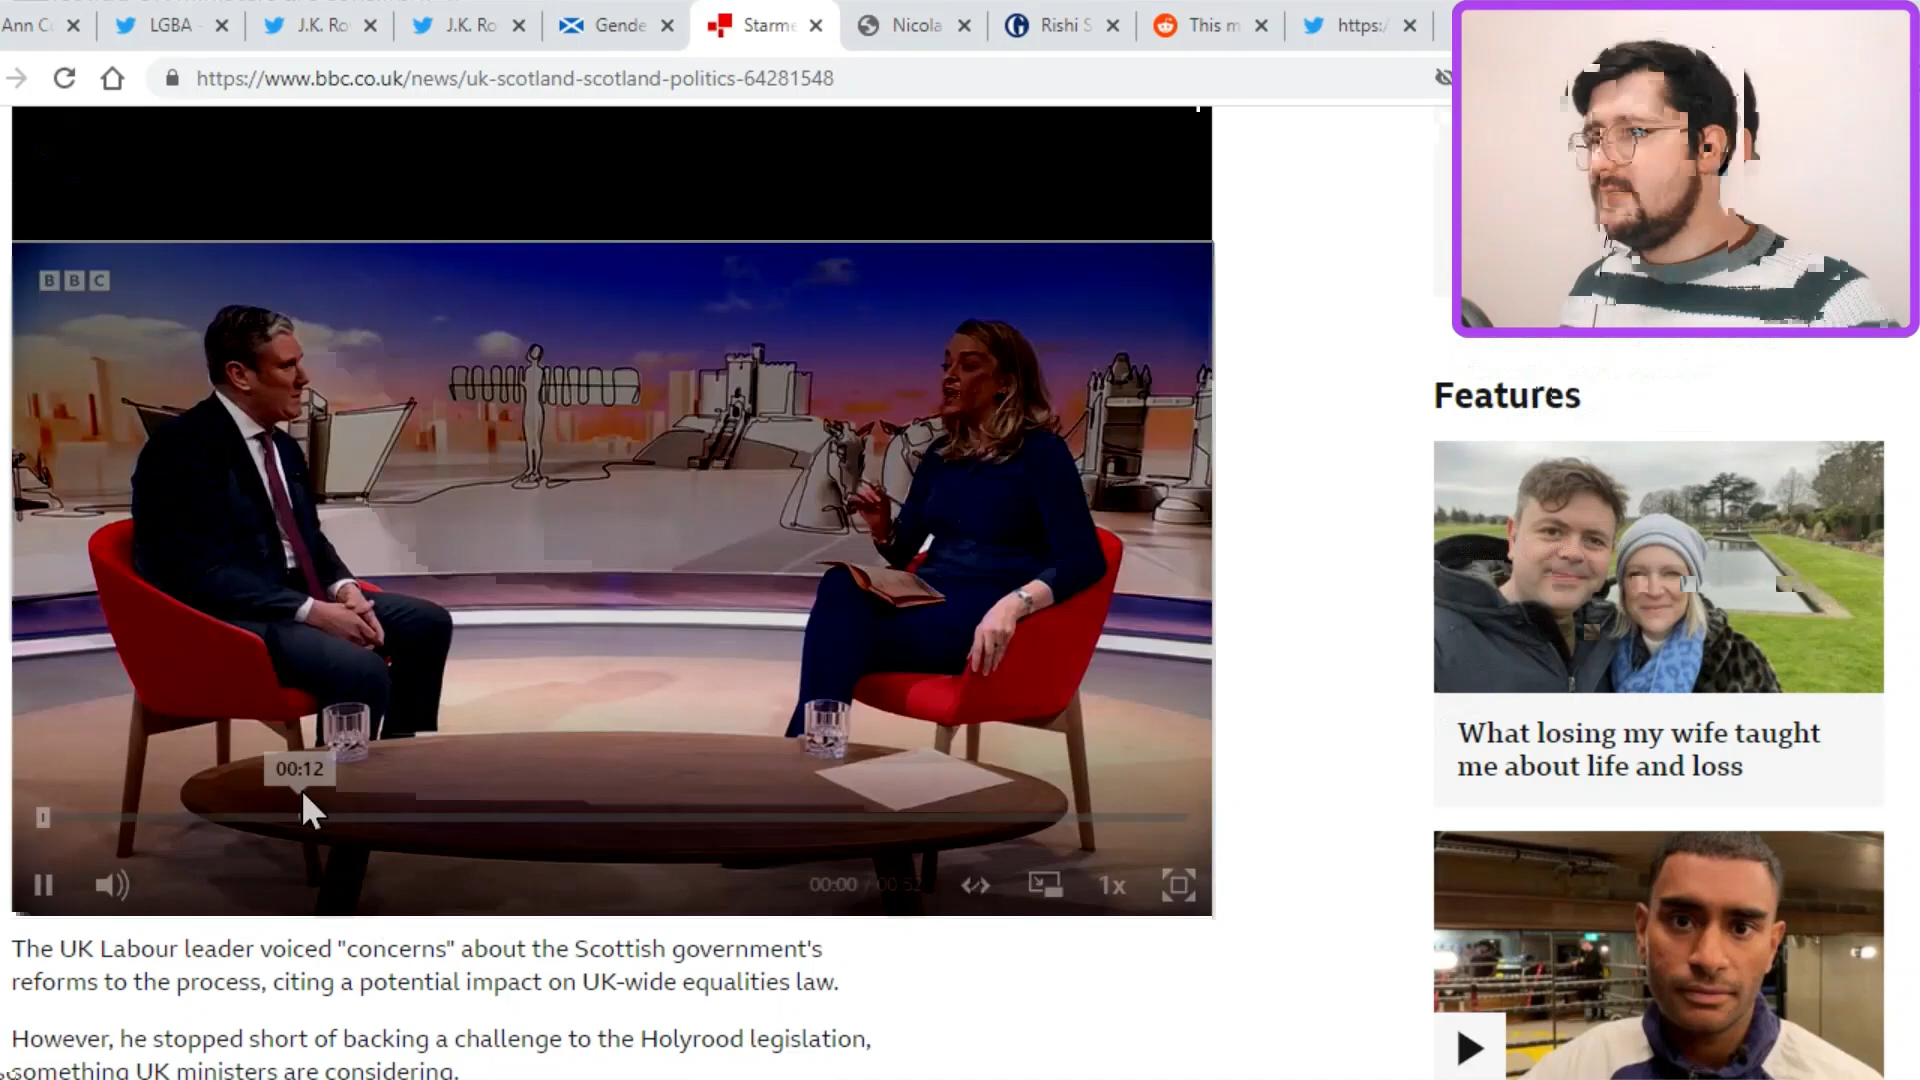 Ann C
LGBA
J.K. Ro
J.K. Ro
Gende
Starme
Nicola
Rishi S
This m
https:/
https://www.bbc.co.uk/news/uk-scotland-scotland-politics-64281548
BBC
00:12
00:00 / 00:52
1x
The UK Labour leader voiced "concerns" about the Scottish government's
reforms to the process, citing a potential impact on UK-wide equalities law.
However, he stopped short of backing a challenge to the Holyrood legislation,
something UK ministers are considering.
Features
What losing my wife taught
me about life and loss